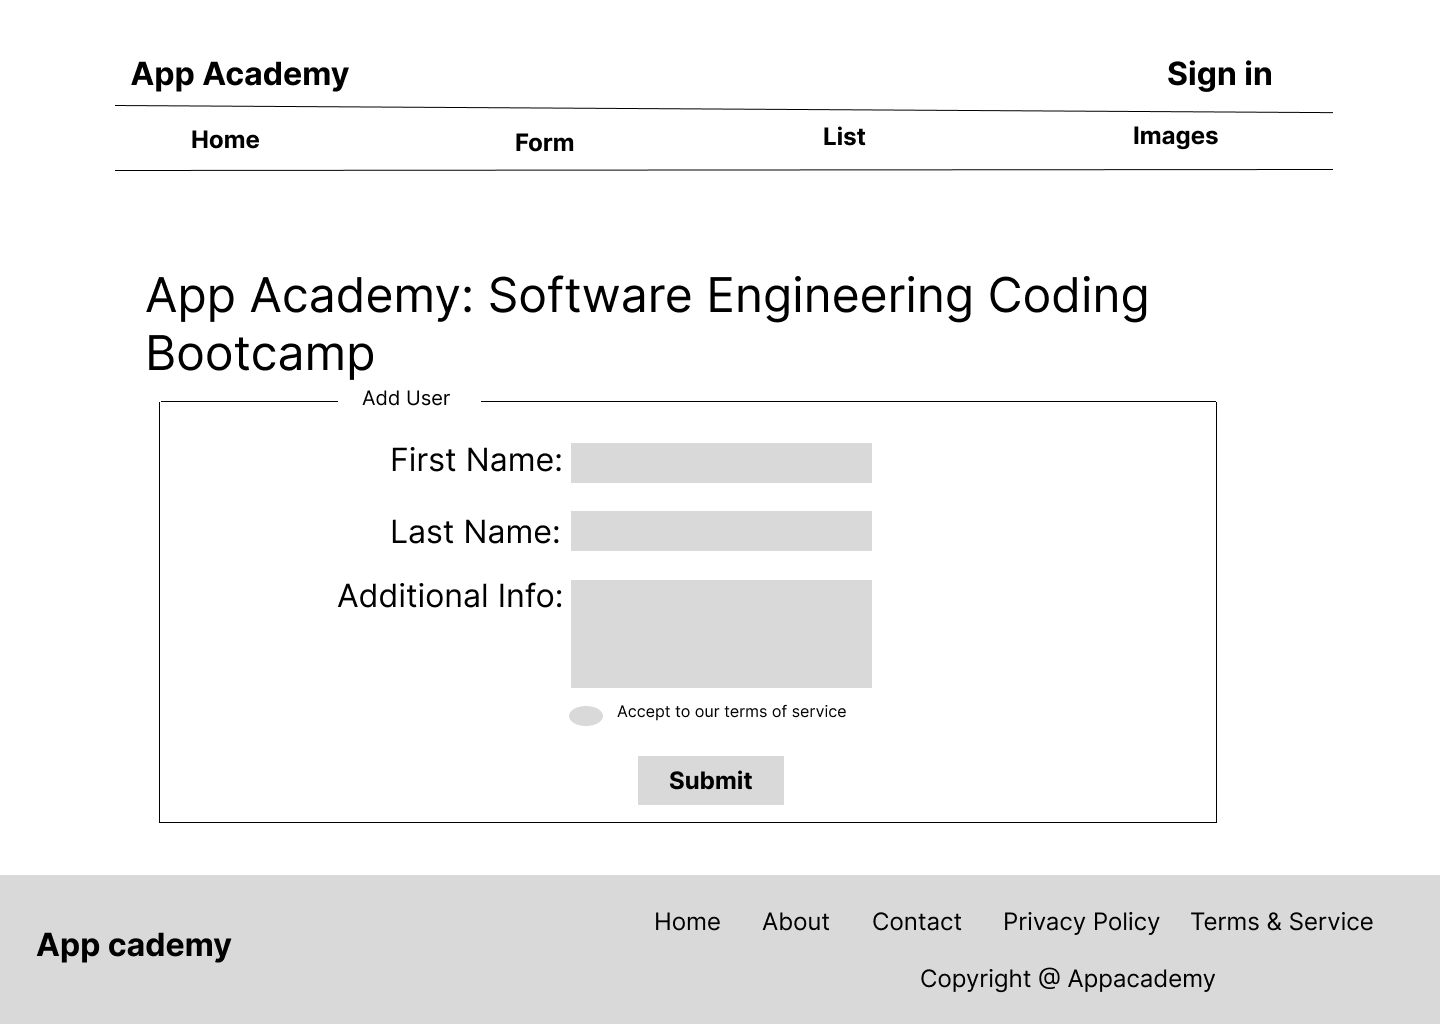 App Academy
Sign in
Home
Form
List
Images
App Academy: Software Engineering Coding
Bootcamp
Add User
First Name:
Last Name:
Additional Info:
Accept to our terms of service
Submit
App cademy
Home
About
Contact
Privacy Policy
Terms & Service
Copyright @ Appacademy